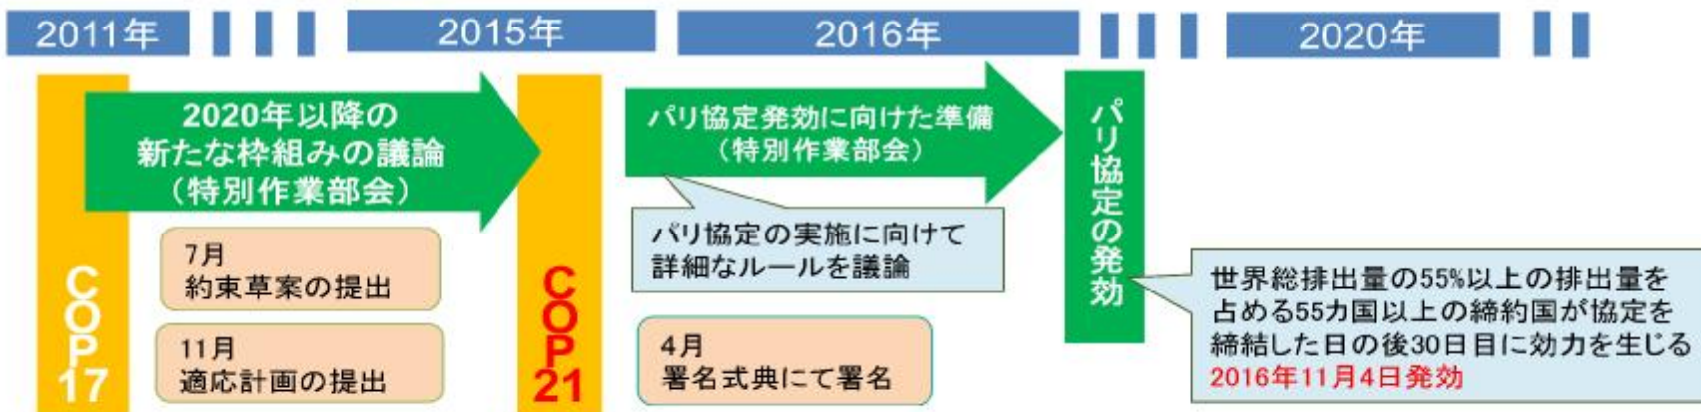 2011年
2015年
2016年
2020年
COP17
2020年以降の
新たな枠組みの議論
（特別作業部会）
7月
約束草案の提出
11月
適応計画の提出
COP21
パリ協定発効に向けた準備
（特別作業部会）
パリ協定の実施に向けて
詳細なルールを議論
4月
署名式典にて署名
パリ協定の発効
世界総排出量の55%以上の排出量を
占める55カ国以上の締約国が協定を
締結した日の後30日目に効力を生じる
2016年11月4日発効